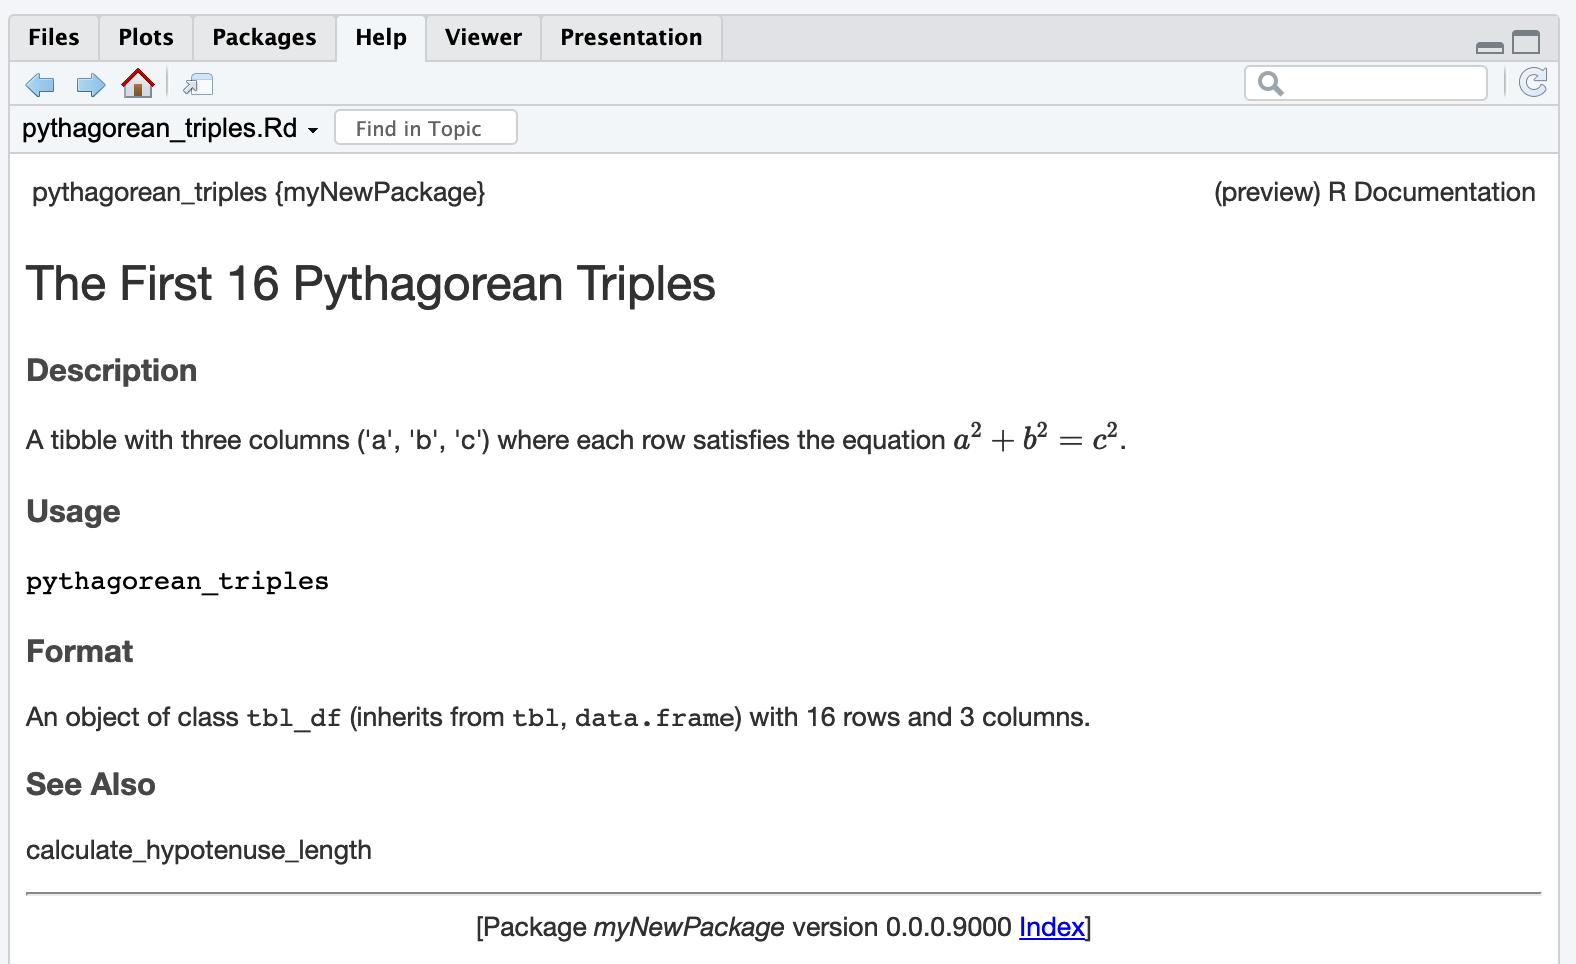 Files Plots Packages Help Viewer Presentation
pythagorean_triples.Rd Find in Topic
pythagorean_triples {myNewPackage} (preview) R Documentation
The First 16 Pythagorean Triples
Description
A tibble with three columns ('a', 'b', 'c') where each row satisfies the equation a² + b² = c².
Usage
pythagorean_triples
Format
An object of class tbl_df (inherits from tbl, data.frame) with 16 rows and 3 columns.
See Also
calculate_hypotenuse_length
[Package myNewPackage version 0.0.0.9000 Index]